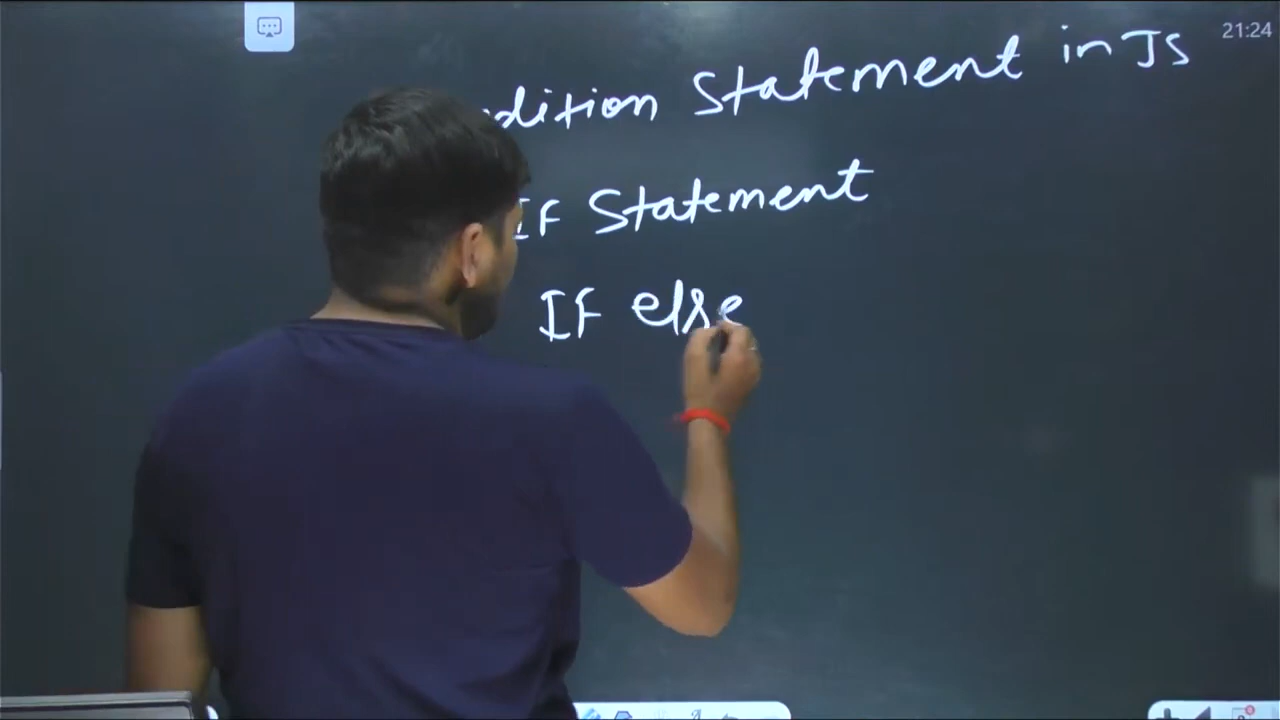 21:24
dition Statement in JS
IF Statement
IF else